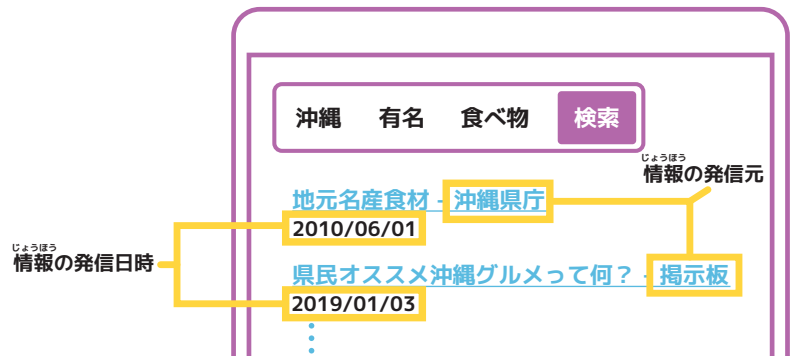 沖縄 有名 食べ物 検索
じょうほう
情報の発信元
地元名産食材 - 沖縄県庁
2010/06/01
じょうほう
情報の発信日時
県民オススメ沖縄グルメって何？ - 掲示板
2019/01/03